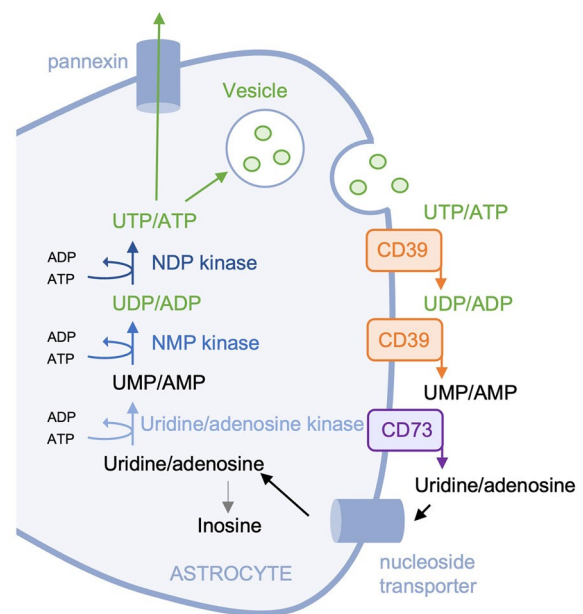 pannexin
Vesicle
UTP/ATP
UTP/ATP
CD39
ADP
ATP
NDP kinase
UDP/ADP
UDP/ADP
CD39
ADP
ATP
NMP kinase
UMP/AMP
UMP/AMP
ADP
ATP
Uridine/adenosine kinase
CD73
Uridine/adenosine
Uridine/adenosine
Inosine
ASTROCYTE
nucleoside
transporter